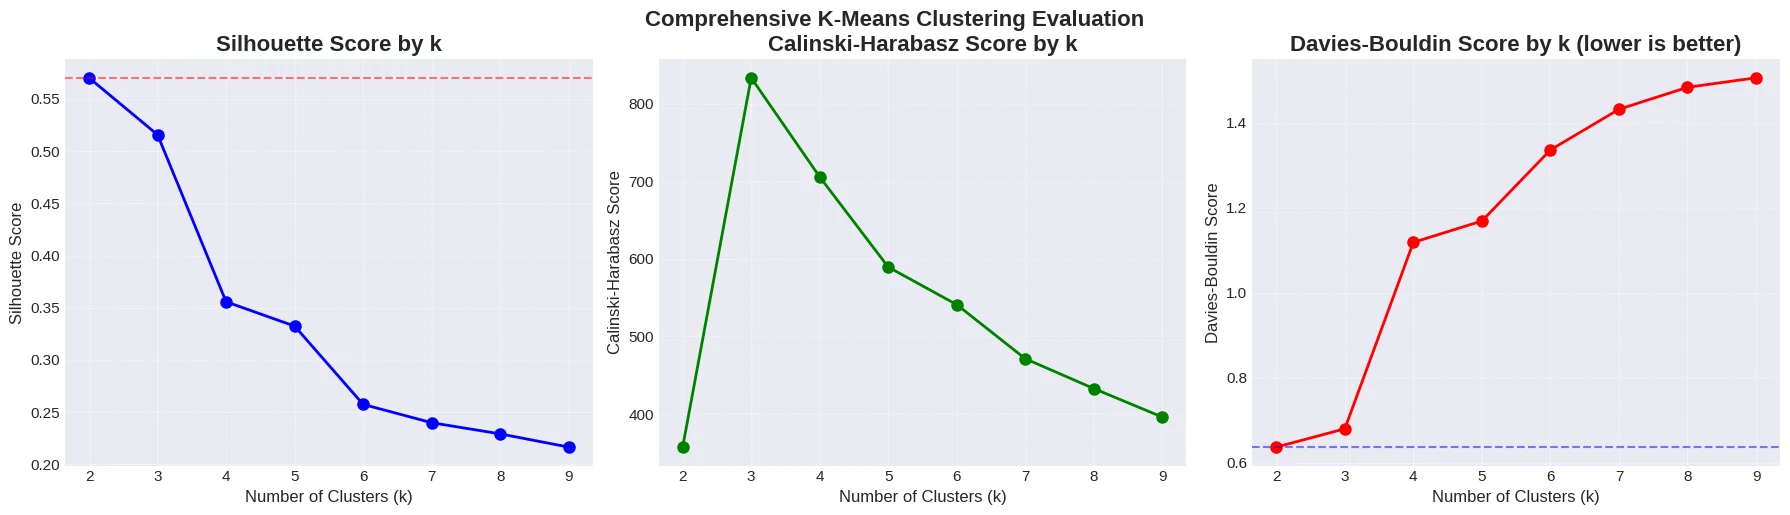 Comprehensive K-Means Clustering Evaluation
Silhouette Score by k
Silhouette Score
0.55
0.50
0.45
0.40
0.35
0.30
0.25
0.20
2 3 4 5 6 7 8 9
Number of Clusters (k)
Calinski-Harabasz Score by k
Calinski-Harabasz Score
800
700
600
500
400
2 3 4 5 6 7 8 9
Number of Clusters (k)
Davies-Bouldin Score by k (lower is better)
Davies-Bouldin Score
1.4
1.2
1.0
0.8
0.6
2 3 4 5 6 7 8 9
Number of Clusters (k)